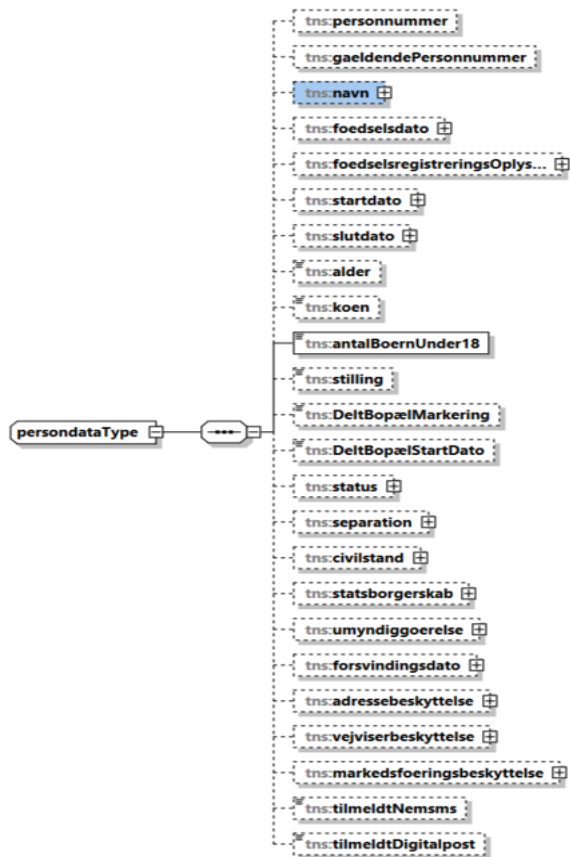 tns:personnummer
tns:gaeldendePersonnummer
tns:navn
tns:foedselsdato
tns:foedselsregistreringsOplys...
tns:startdato
tns:slutdato
tns:alder
tns:koen
tns:antalBoernUnder18
tns:stilling
tns:DeltBopælMarkering
persondataType
tns:DeltBopælStartDato
tns:status
tns:separation
tns:civilstand
tns:statsborgerskab
tns:umyndiggoerelse
tns:forsvindingsdato
tns:adressebeskyttelse
tns:vejviserbeskyttelse
tns:markedsfoeringsbeskyttelse
tns:tilmeldtNemsms
tns:tilmeldtDigitalpost